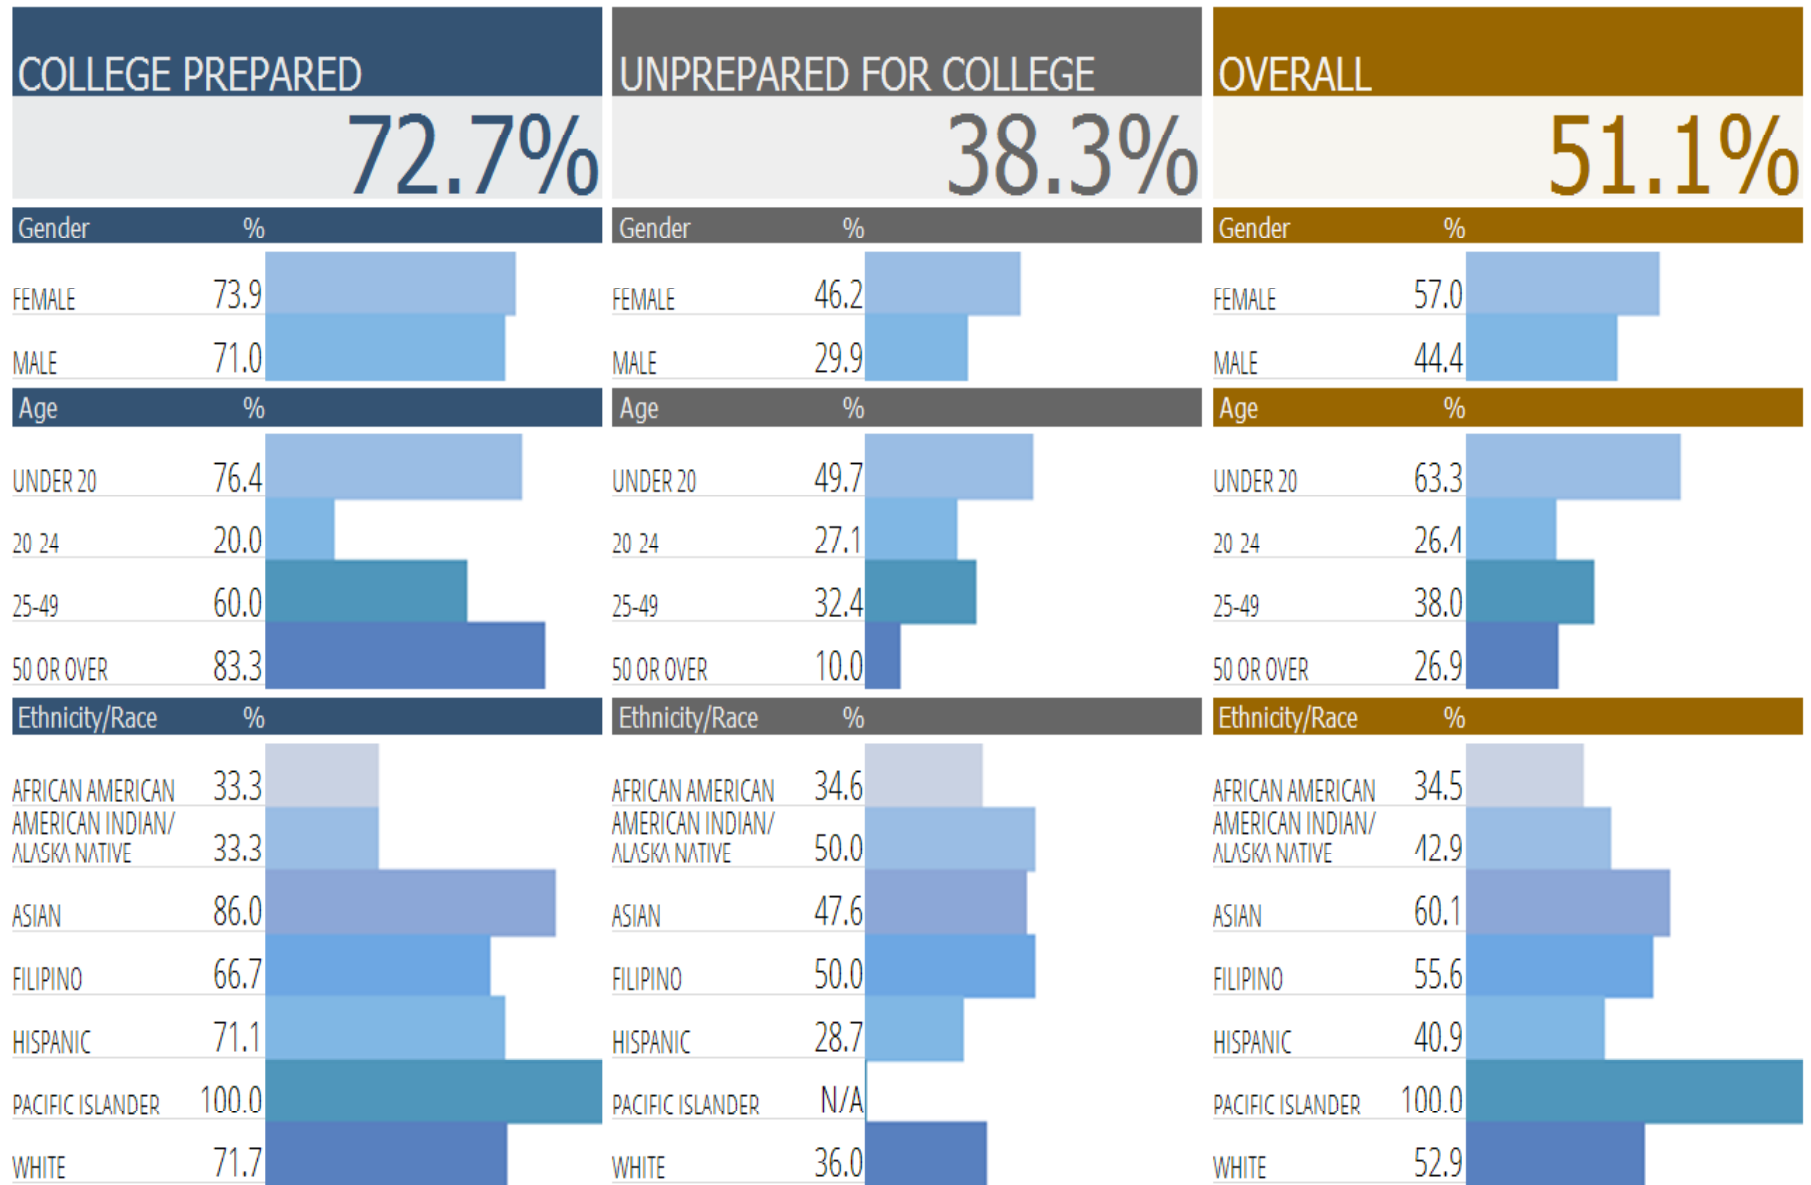 COLLEGE PREPARED
72.7%
Gender %
FEMALE 73.9
MALE 71.0
Age %
UNDER 20 76.4
20 24 20.0
25-49 60.0
50 OR OVER 83.3
Ethnicity/Race %
AFRICAN AMERICAN 33.3
AMERICAN INDIAN/
ALASKA NATIVE 33.3
ASIAN 86.0
FILIPINO 66.7
HISPANIC 71.1
PACIFIC ISLANDER 100.0
WHITE 71.7
UNPREPARED FOR COLLEGE
38.3%
Gender %
FEMALE 46.2
MALE 29.9
Age %
UNDER 20 49.7
20 24 27.1
25-49 32.4
50 OR OVER 10.0
Ethnicity/Race %
AFRICAN AMERICAN 34.6
AMERICAN INDIAN/
ALASKA NATIVE 50.0
ASIAN 47.6
FILIPINO 50.0
HISPANIC 28.7
PACIFIC ISLANDER N/A
WHITE 36.0
OVERALL
51.1%
Gender %
FEMALE 57.0
MALE 44.4
Age %
UNDER 20 63.3
20 24 26.4
25-49 38.0
50 OR OVER 26.9
Ethnicity/Race %
AFRICAN AMERICAN 34.5
AMERICAN INDIAN/
ALASKA NATIVE 42.9
ASIAN 60.1
FILIPINO 55.6
HISPANIC 40.9
PACIFIC ISLANDER 100.0
WHITE 52.9